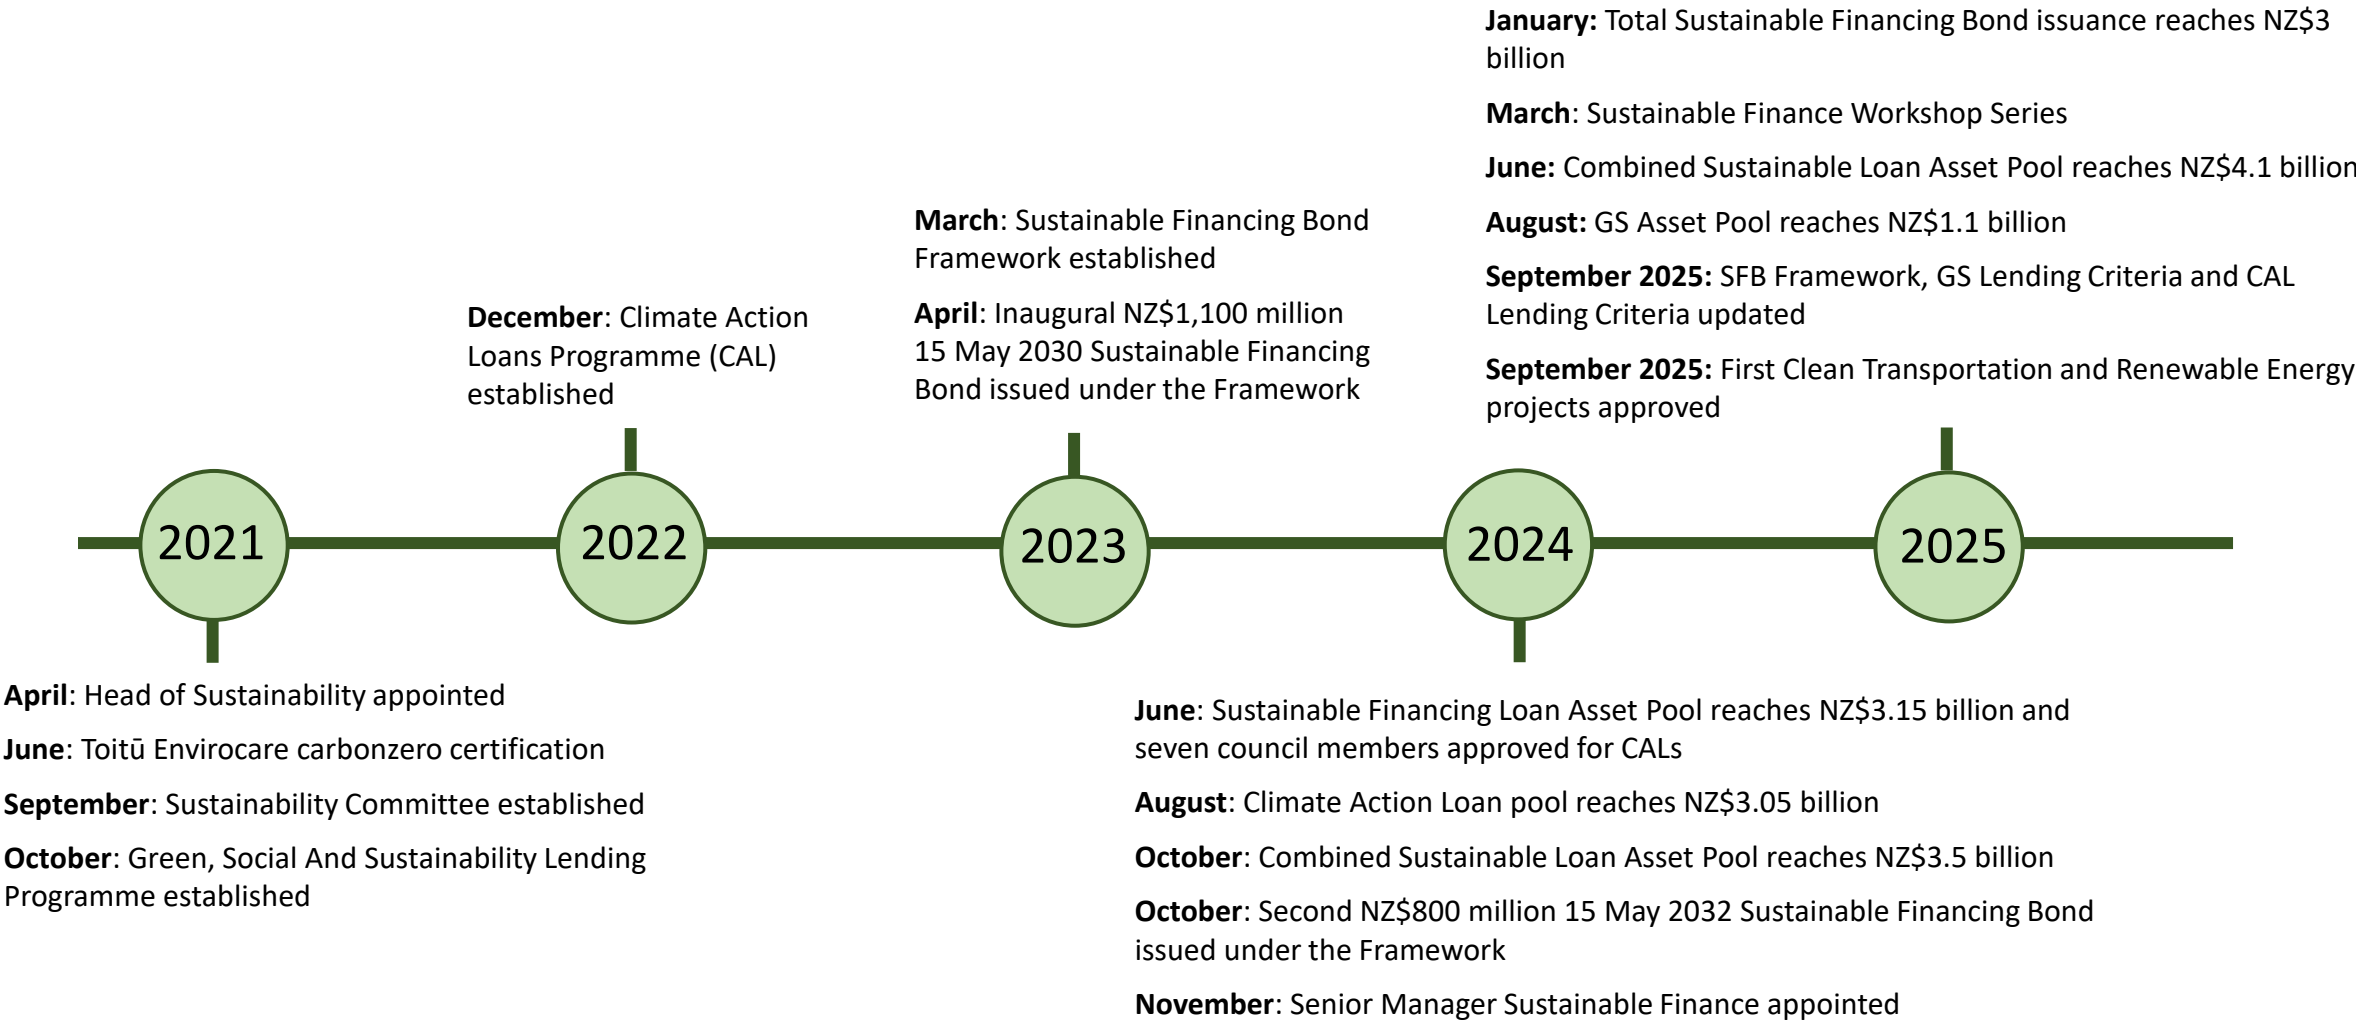 January: Total Sustainable Financing Bond issuance reaches NZ$3
billion
March: Sustainable Finance Workshop Series
June: Combined Sustainable Loan Asset Pool reaches NZ$4.1 billion
August: GS Asset Pool reaches NZ$1.1 billion
September 2025: SFB Framework, GS Lending Criteria and CAL
Lending Criteria updated
September 2025: First Clean Transportation and Renewable Energy
projects approved
March: Sustainable Financing Bond
Framework established
April: Inaugural NZ$1,100 million
15 May 2030 Sustainable Financing
Bond issued under the Framework
December: Climate Action
Loans Programme (CAL)
established
2021
2022
2023
2024
2025
April: Head of Sustainability appointed
June: Toitū Envirocare carbonzero certification
September: Sustainability Committee established
October: Green, Social And Sustainability Lending
Programme established
June: Sustainable Financing Loan Asset Pool reaches NZ$3.15 billion and
seven council members approved for CALs
August: Climate Action Loan pool reaches NZ$3.05 billion
October: Combined Sustainable Loan Asset Pool reaches NZ$3.5 billion
October: Second NZ$800 million 15 May 2032 Sustainable Financing Bond
issued under the Framework
November: Senior Manager Sustainable Finance appointed